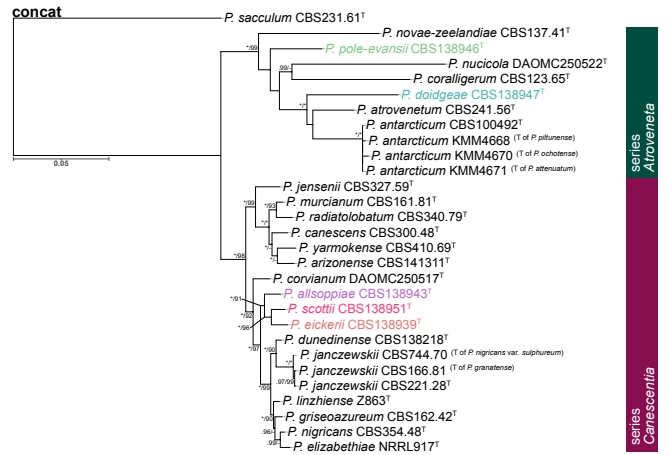 concat
P. sacculum CBS231.61T
P. novae-zeelandiae CBS137.41T
*/99
P. pole-evansii CBS138946T
P. nucicola DAOMC250522T
.99/-
P. coralligerum CBS123.65T
P. doidgeae CBS138947T
*/*
P. atrovenetum CBS241.56T
P. antarcticum CBS100492T
*/*
P. antarcticum KMM4668 (T of P. piltunense)
P. antarcticum KMM4670 (T of P. ochotense)
P. antarcticum KMM4671 (T of P. attenuatum)
0.05
series
Atroveneta
P. jensenii CBS327.59T
*/99
P. murcianum CBS161.81T
*/93
P. radiatolobatum CBS340.79T
*/*
P. canescens CBS300.48T
P. yarmokense CBS410.69T
*/-
P. arizonense CBS141311T
*/-
*/98
P. corvianum DAOMC250517T
P. allsoppiae CBS138943T
*/91
P. scottii CBS138951T
*/92
P. eickerii CBS138939T
*/96
P. dunedinense CBS138218T
*/97
*/90
P. janczewskii CBS744.70 (T of P. nigricans var. sulphureum)
*/*
P. janczewskii CBS166.81 (T of P. granatense)
.97/99
P. janczewskii CBS221.28T
*/99
P. linzhiense Z863T
P. griseoazureum CBS162.42T
*/90
P. nigricans CBS354.48T
.96/-
P. elizabethiae NRRL917T
.99/-
series
Canescentia